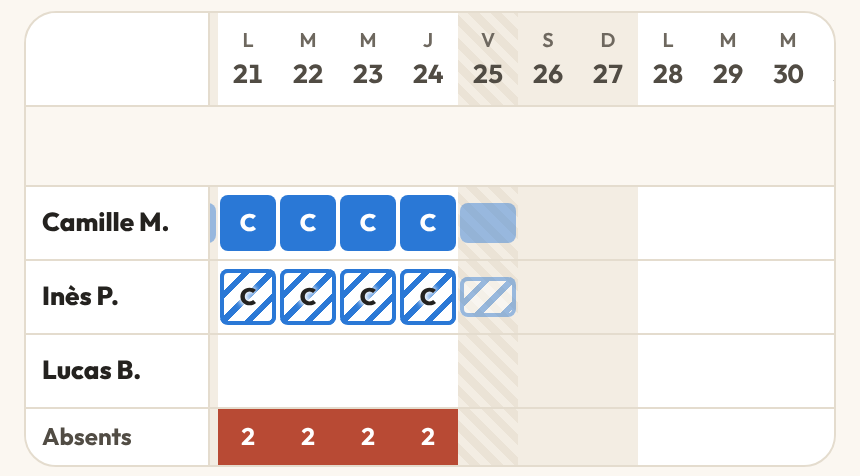 L M M J V S D L M M
21 22 23 24 25 26 27 28 29 30
Camille M. C C C C
Inès P. C C C C
Lucas B.
Absents 2 2 2 2